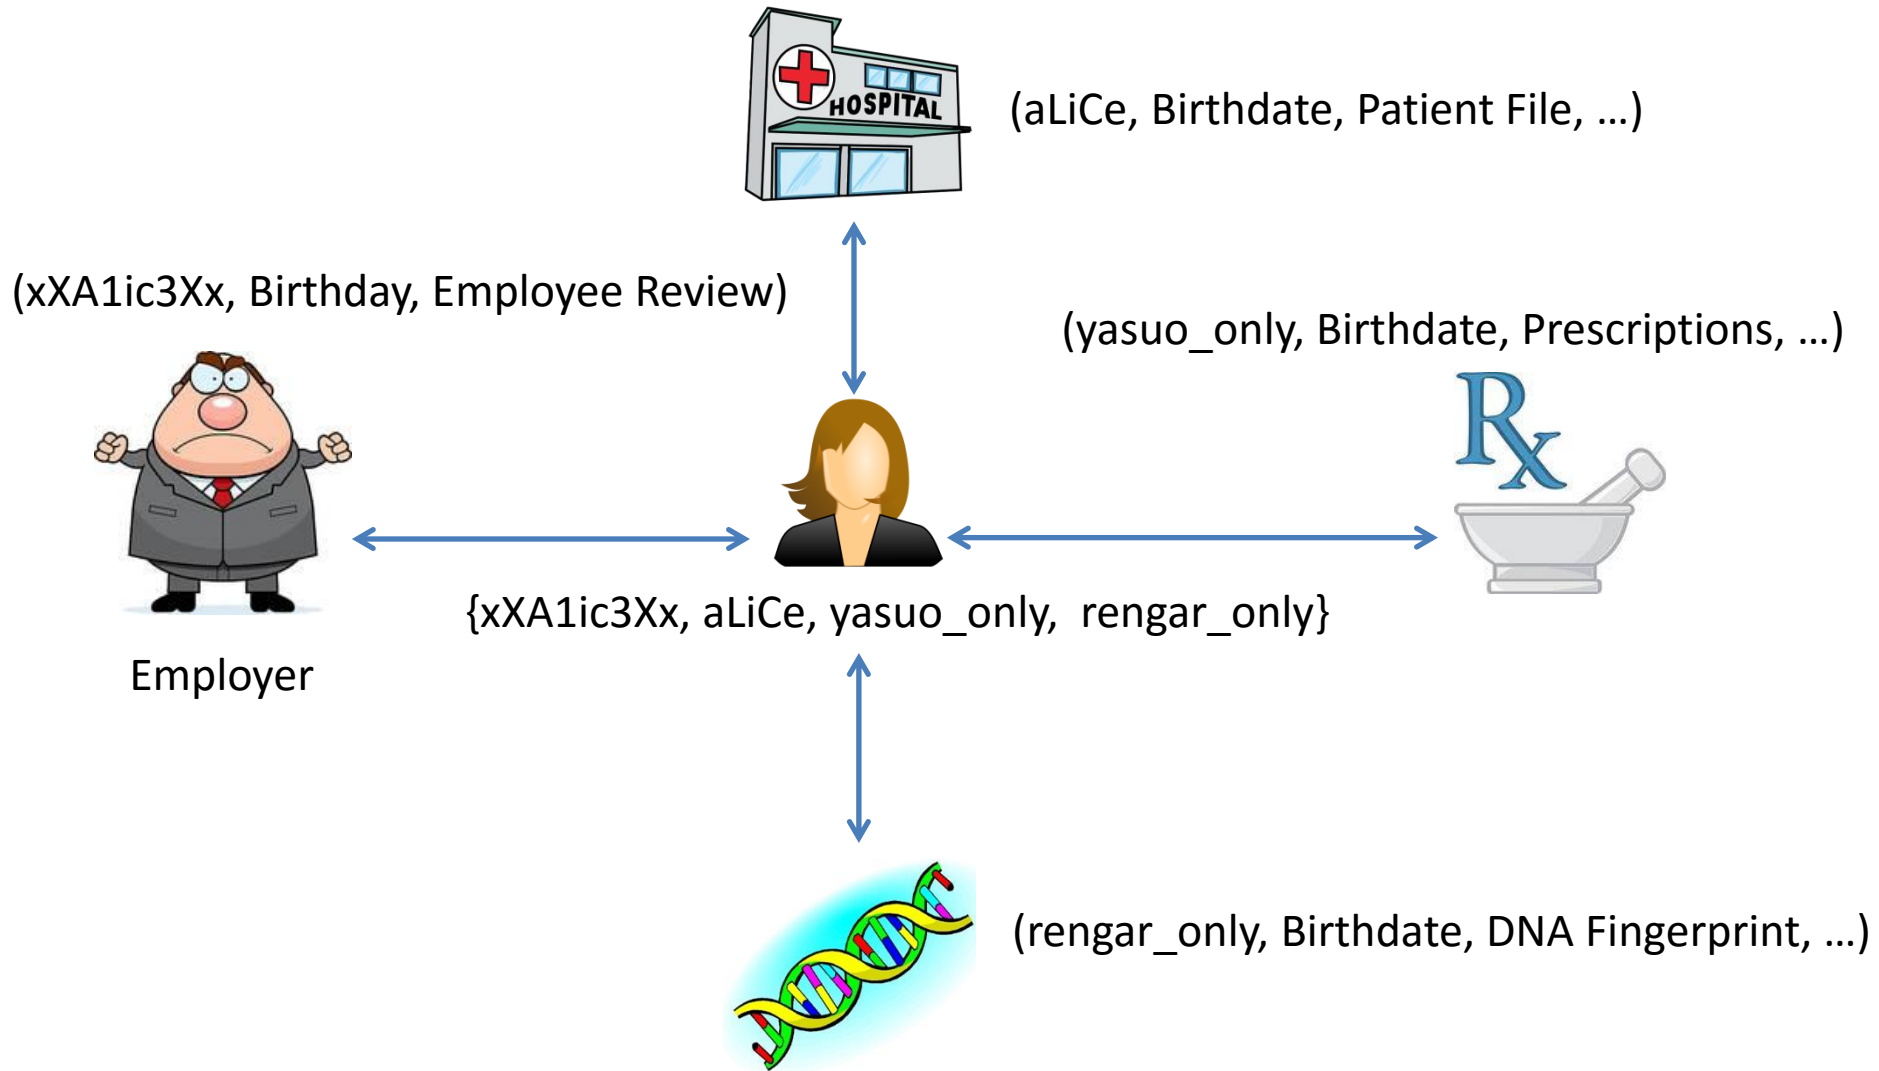 HOSPITAL
(aLiCe, Birthdate, Patient File, …)
(xXA1ic3Xx, Birthday, Employee Review)
(yasuo_only, Birthdate, Prescriptions, …)
Rx
{xXA1ic3Xx, aLiCe, yasuo_only,  rengar_only}
Employer
(rengar_only, Birthdate, DNA Fingerprint, …)